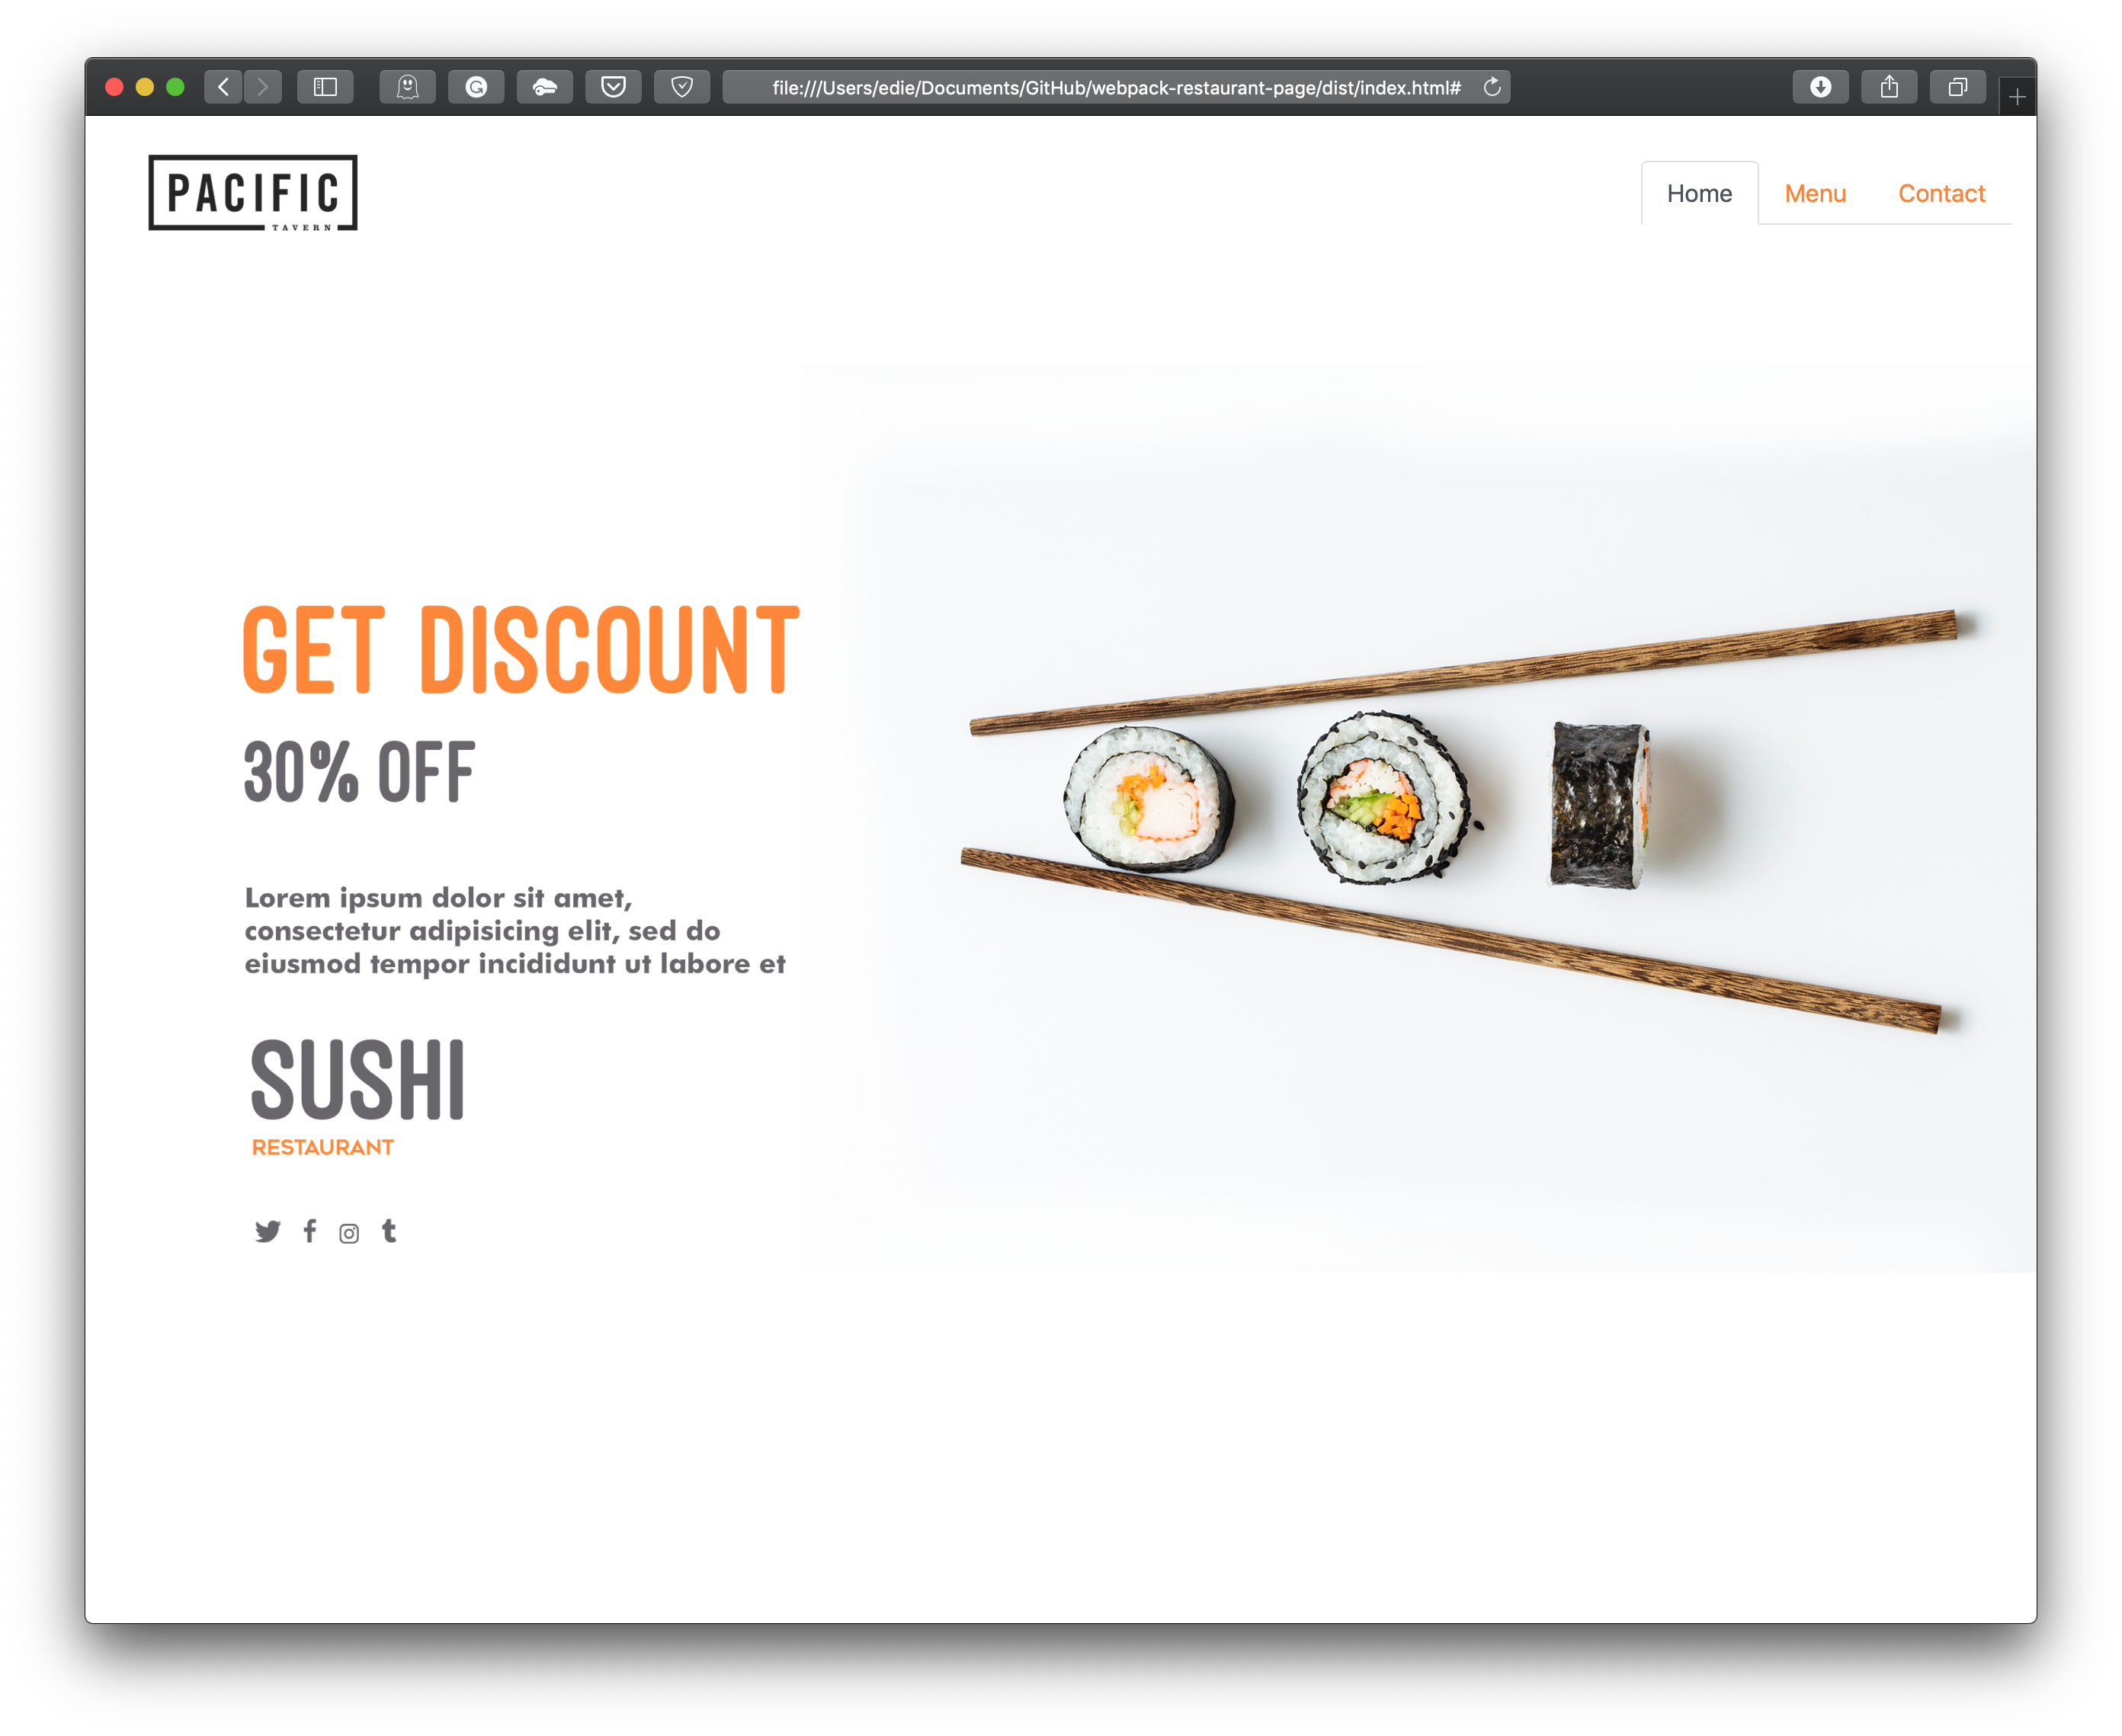 file:///Users/edie/Documents/GitHub/webpack-restaurant-page/dist/index.html#
PACIFIC
TAVERN
Home Menu Contact
GET DISCOUNT
30% OFF
Lorem ipsum dolor sit amet,
consectetur adipisicing elit, sed do
eiusmod tempor incididunt ut labore et
SUSHI
RESTAURANT